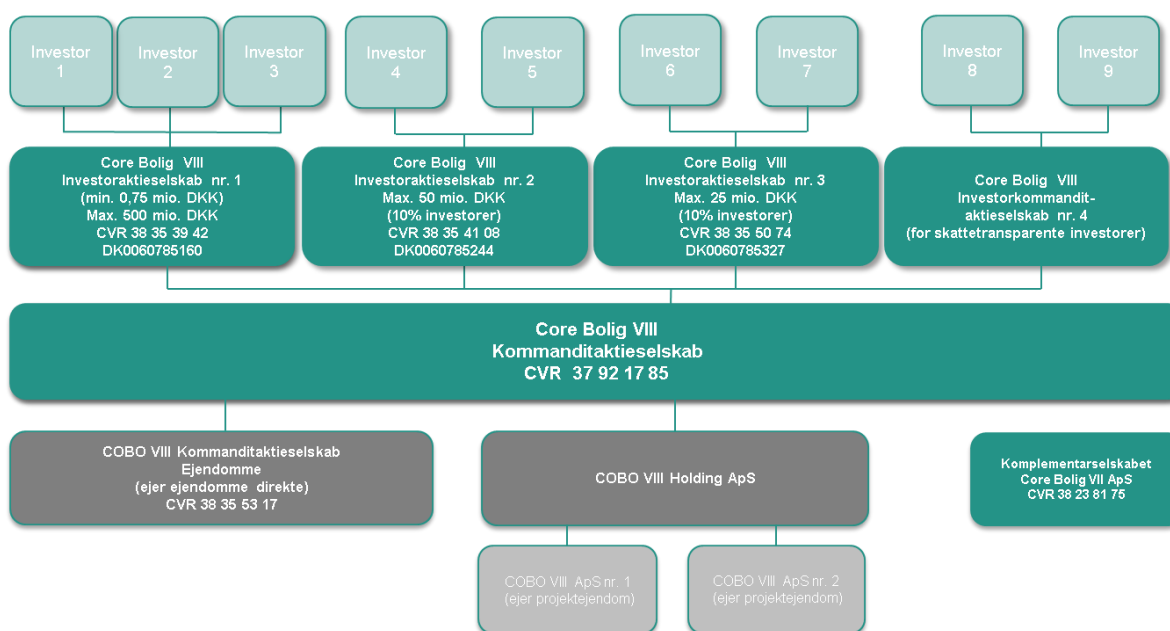 Investor
1
Investor
2
Investor
3
Investor
4
Investor
5
Investor
6
Investor
7
Investor
8
Investor
9
Core Bolig VIII
Investoraktieselskab nr. 1
(min. 0,75 mio. DKK)
Max. 500 mio. DKK
CVR 38 35 39 42
DK0060785160
Core Bolig VIII
Investoraktieselskab nr. 2
Max. 50 mio. DKK
(10% investorer)
CVR 38 35 41 08
DK0060785244
Core Bolig VIII
Investoraktieselskab nr. 3
Max. 25 mio. DKK
(10% investorer)
CVR 38 35 50 74
DK0060785327
Core Bolig VIII
Investorkommandit-
aktieselskab nr. 4
(for skattetransparente investorer)
Core Bolig VIII
Kommanditaktieselskab
CVR 37 92 17 85
COBO VIII Kommanditaktieselskab
Ejendomme
(ejer ejendomme direkte)
CVR 38 35 53 17
COBO VIII Holding ApS
Komplementarselskabet
Core Bolig VII ApS
CVR 38 23 81 75
COBO VIII ApS nr. 1
(ejer projektejendom)
COBO VIII ApS nr. 2
(ejer projektejendom)